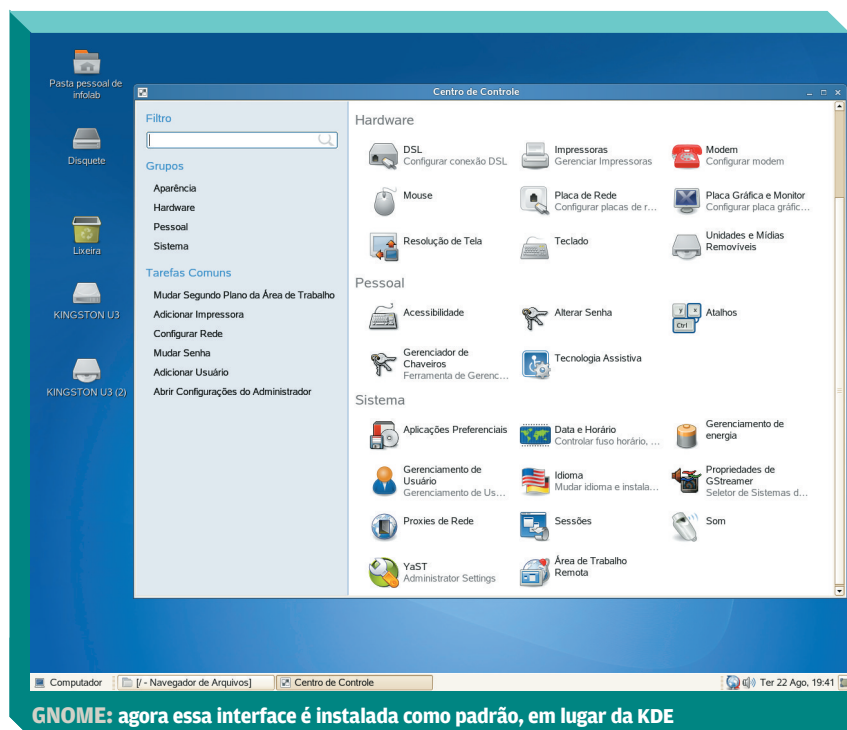 Pasta pessoal de
infolab
Disquete
Lixeira
KINGSTON U3
KINGSTON U3 (2)
Centro de Controle
Filtro
Grupos
Aparência
Hardware
Pessoal
Sistema
Tarefas Comuns
Mudar Segundo Plano da Área de Trabalho
Adicionar Impressora
Configurar Rede
Mudar Senha
Adicionar Usuário
Abrir Configurações do Administrador
Hardware
DSL
Configurar conexão DSL
Impressoras
Gerenciar Impressoras
Modem
Configurar modem
Mouse
Placa de Rede
Configurar placas de r...
Placa Gráfica e Monitor
Configurar placa gráfic...
Resolução de Tela
Teclado
Unidades e Mídias
Removíveis
Pessoal
Acessibilidade
Alterar Senha
y x
Ctrl
Atalhos
Gerenciador de
Chaveiros
Ferramenta de Gerenc...
Tecnologia Assistiva
Sistema
Aplicações Preferenciais
Data e Horário
Controlar fuso horário, ...
Gerenciamento de
energia
Gerenciamento de
Usuário
Gerenciamento de Us...
Idioma
Mudar idioma e instala...
Propriedades de
GStreamer
Seletor de Sistemas d...
Proxies de Rede
Sessões
Som
YaST
Administrator Settings
Área de Trabalho
Remota
Computador
[/ - Navegador de Arquivos]
Centro de Controle
Ter 22 Ago, 19:41
GNOME: agora essa interface é instalada como padrão, em lugar da KDE